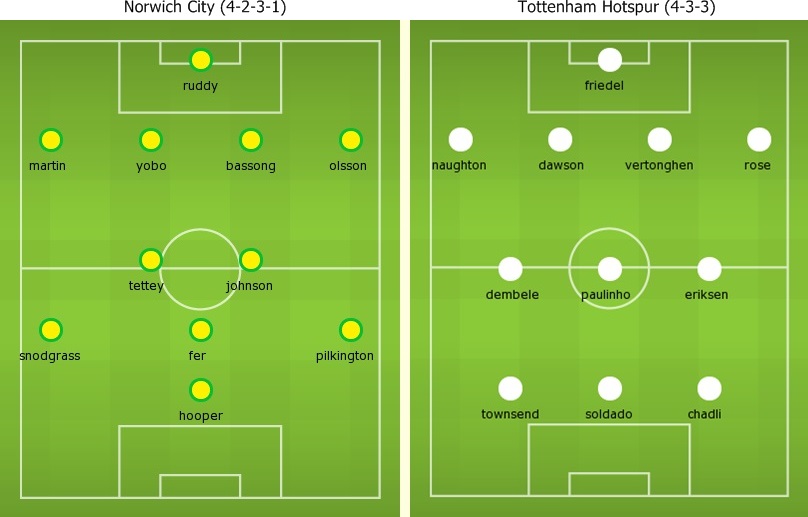 Norwich City (4-2-3-1)
ruddy
martin yobo bassong olsson
tettey johnson
snodgrass fer pilkington
hooper
Tottenham Hotspur (4-3-3)
friedel
naughton dawson vertonghen rose
dembele paulinho eriksen
townsend soldado chadli